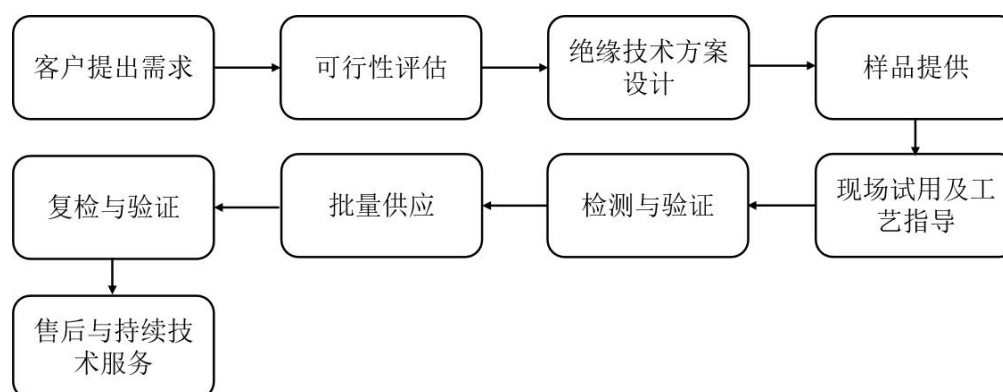 客户提出需求
可行性评估
绝缘技术方案
设计
样品提供
现场试用及工
艺指导
检测与验证
批量供应
复检与验证
售后与持续技
术服务